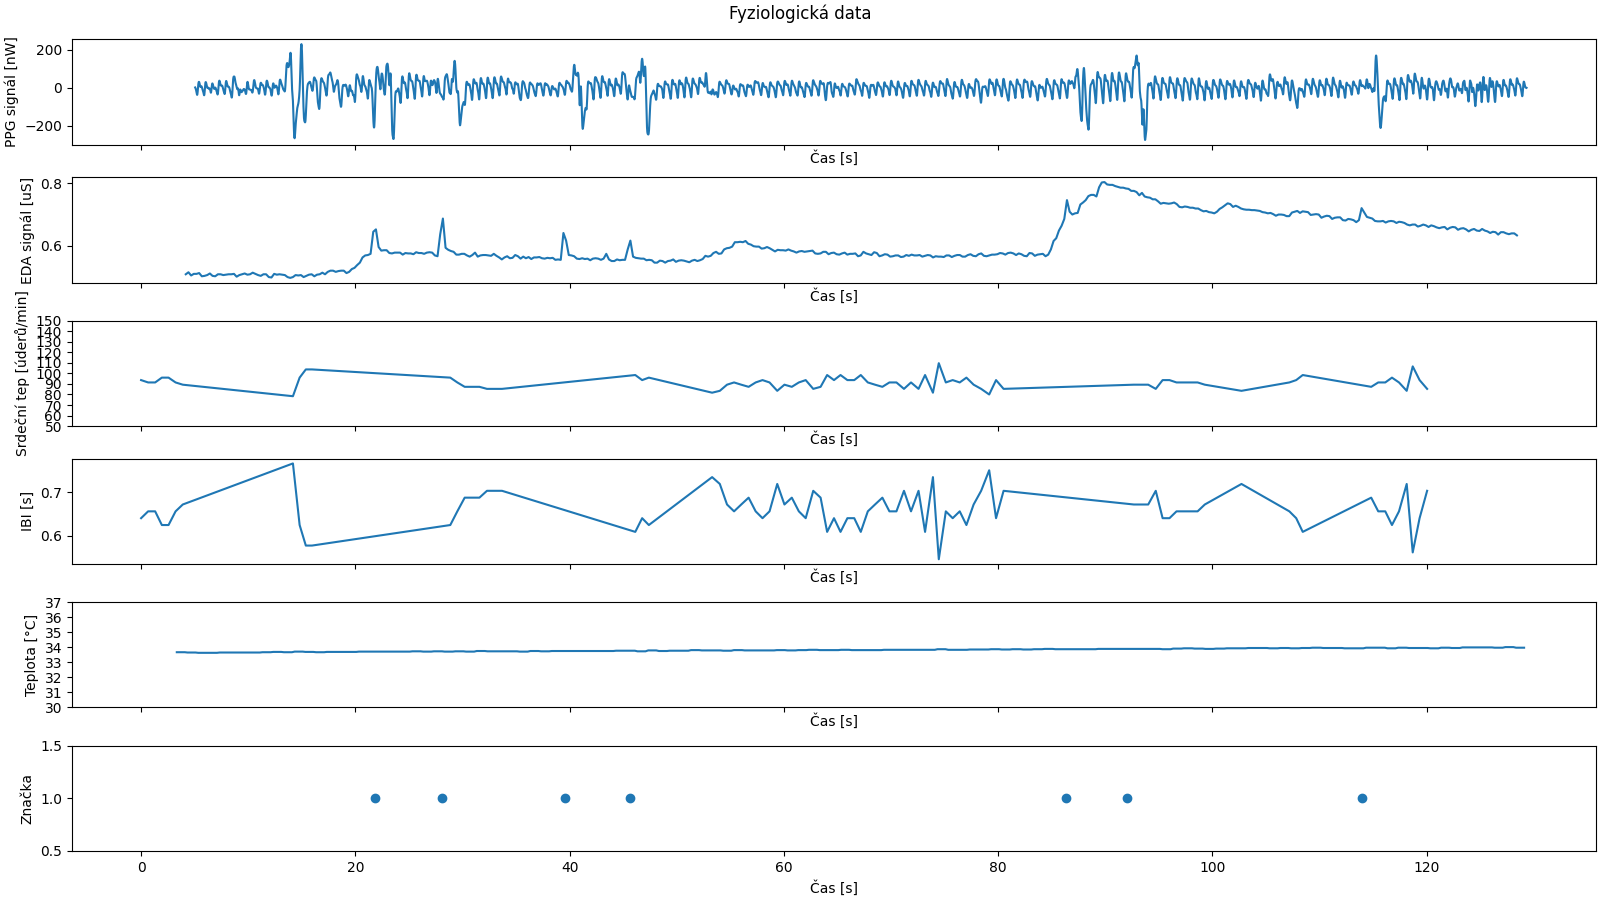 Fyziologická data
PPG signál [nW]
200
0
−200
Čas [s]
EDA signál [uS]
0.8
0.6
Čas [s]
Srdeční tep [úderů/min]
150
140
130
120
110
100
90
80
70
60
50
Čas [s]
IBI [s]
0.7
0.6
Čas [s]
Teplota [°C]
37
36
35
34
33
32
31
30
Čas [s]
Značka
1.5
1.0
0.5
0 20 40 60 80 100 120
Čas [s]